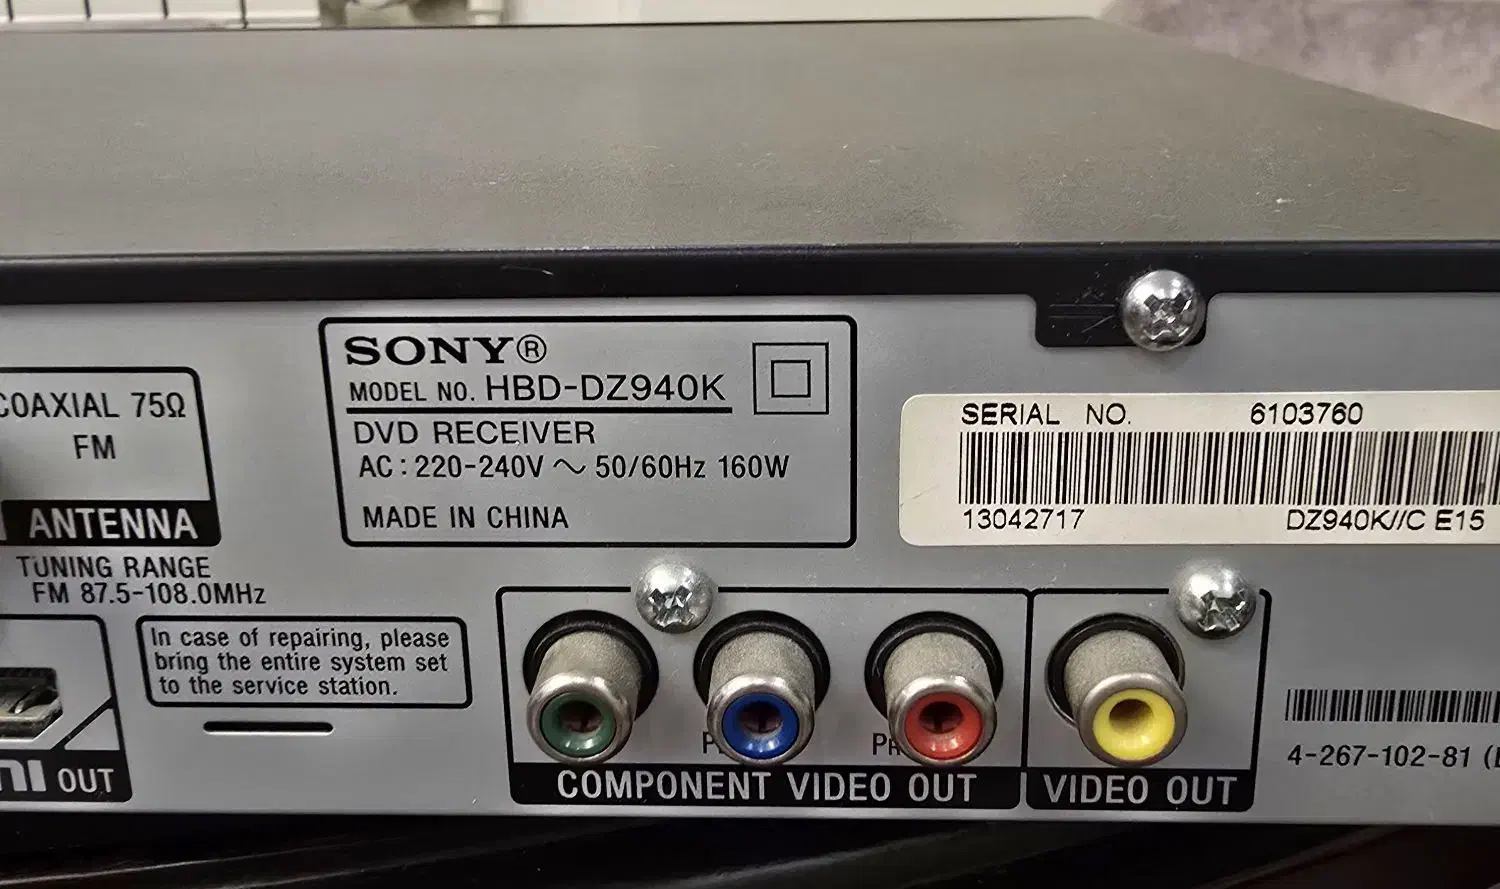 SONY®
MODEL NO. HBD-DZ940K
DVD RECEIVER
AC : 220-240V ～ 50/60Hz 160W
MADE IN CHINA
COAXIAL 75Ω
FM
ANTENNA
TUNING RANGE
FM 87.5-108.0MHz
In case of repairing, please
bring the entire system set
to the service station.
OUT
SERIAL NO. 6103760
13042717 DZ940K//C E15
COMPONENT VIDEO OUT
VIDEO OUT
4-267-102-81